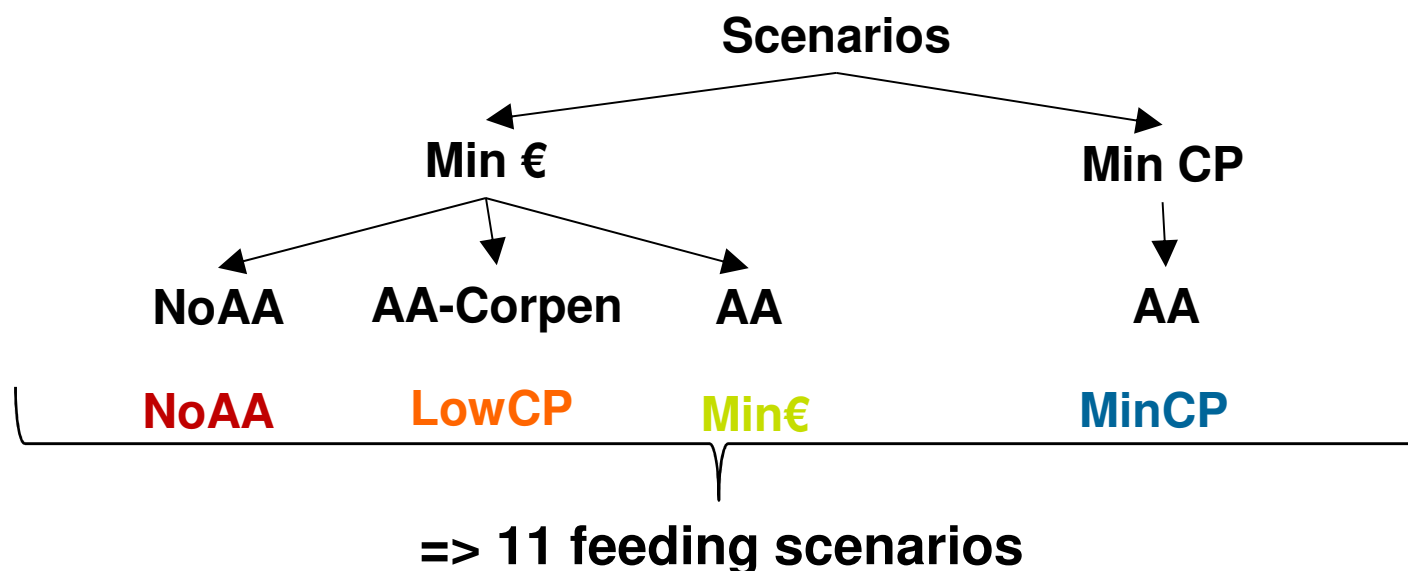 Scenarios
Min € Min CP
NoAA AA-Corpen AA AA
NoAA LowCP Min€ MinCP
=> 11 feeding scenarios